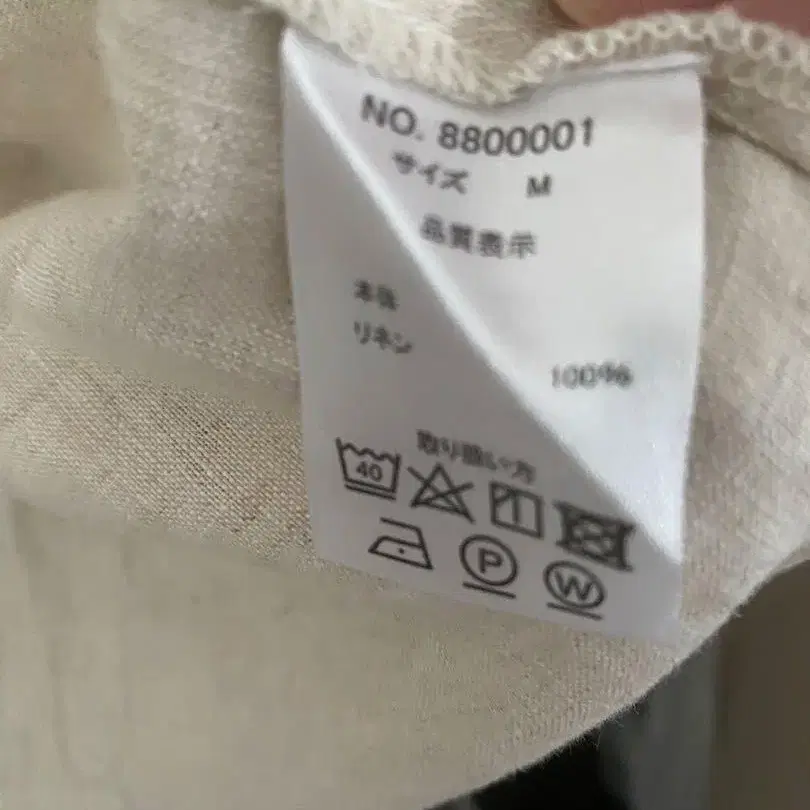 NO. 8800001
サイズ M
品質表示
本体
リネン 100%
取り扱い方
40
P W